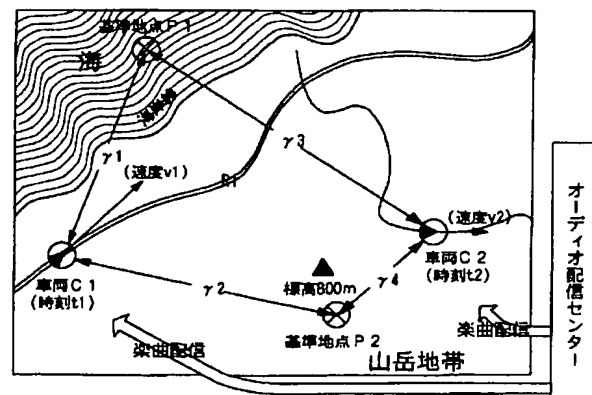 基準地点P1
海
海岸線
γ1
(速度v1)
R1
γ3
車両C1
(時刻t1)
γ2
標高800m
γ4
(速度v2)
車両C2
(時刻t2)
基準地点P2
山岳地帯
楽曲配信
楽曲配信
オーディオ配信センター